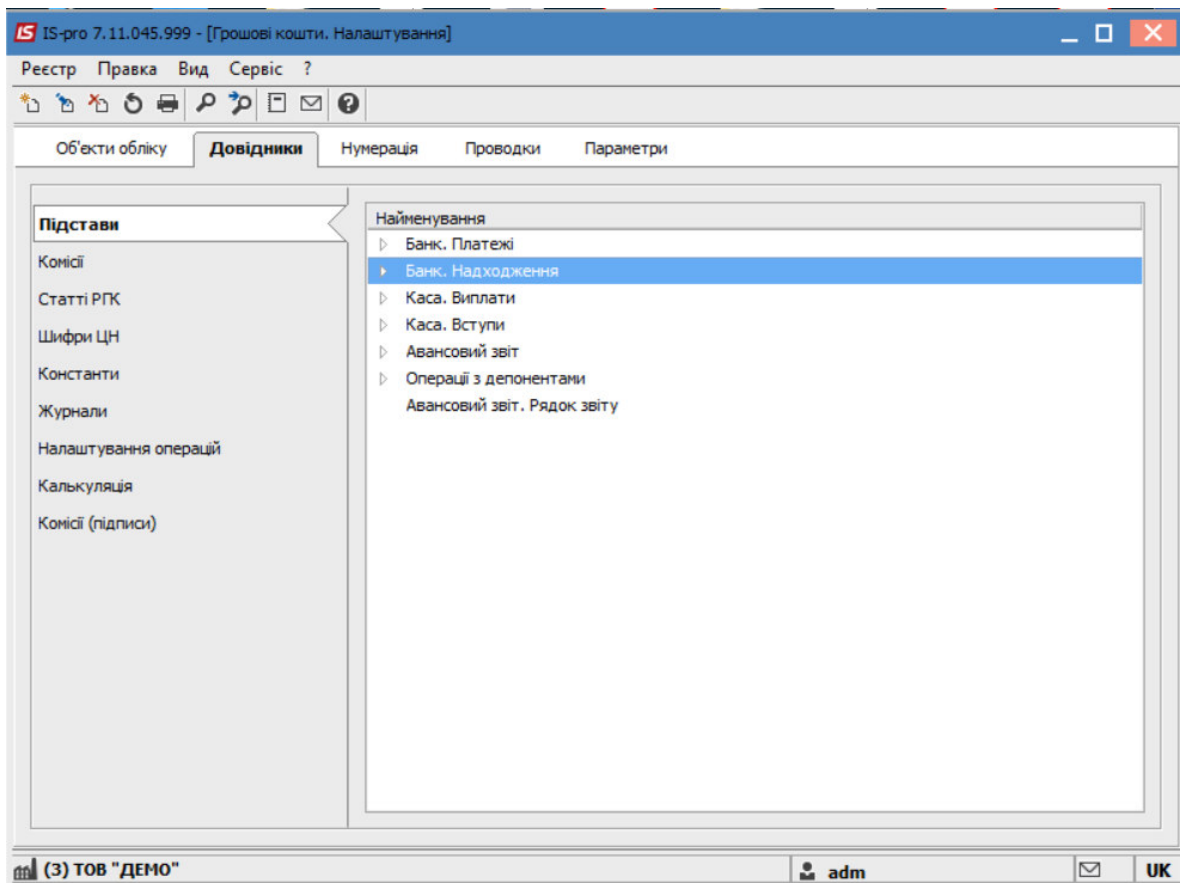 IS IS-pro 7.11.045.999 - [Грошові кошти. Налаштування]
Реєстр Правка Вид Сервіс ?
Об'єкти обліку Довідники Нумерація Проводки Параметри
Підстави
Комісії
Статті РГК
Шифри ЦН
Константи
Журнали
Налаштування операцій
Калькуляція
Комісії (підписи)
Найменування
Банк. Платежі
Банк. Надходження
Каса. Виплати
Каса. Вступи
Авансовий звіт
Операції з депонентами
Авансовий звіт. Рядок звіту
(3) ТОВ "ДЕМО" adm UK